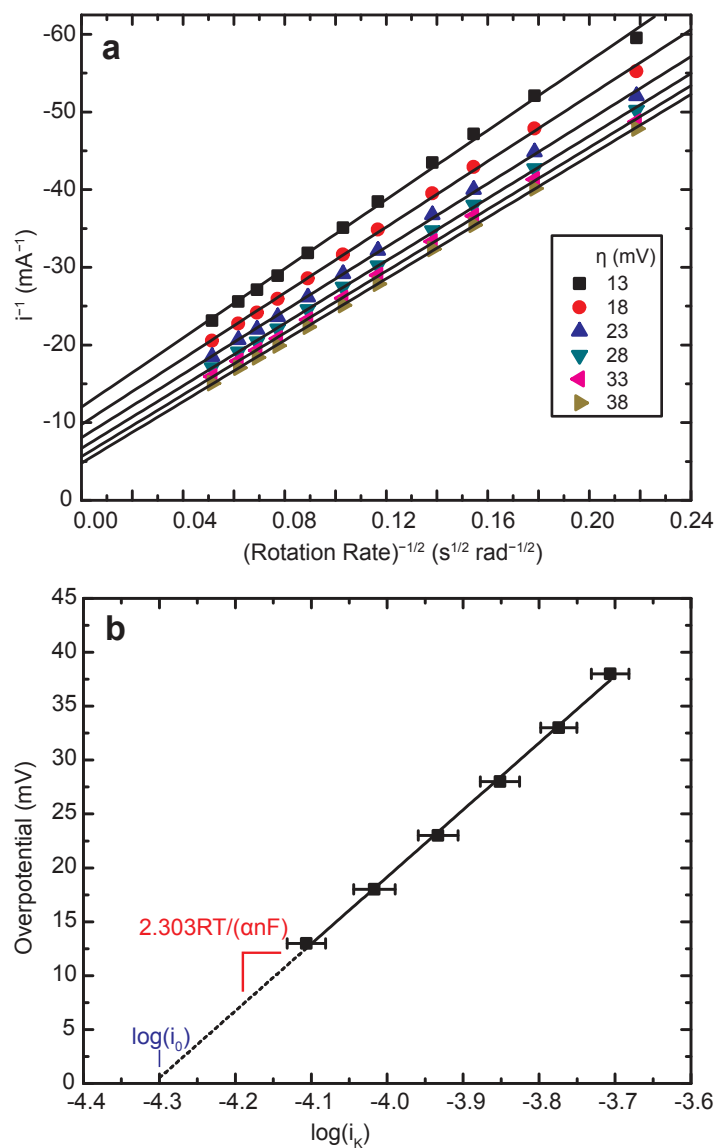 a
-60
-50
-40
-30
-20
-10
0
i⁻¹ (mA⁻¹)
η (mV)
13
18
23
28
33
38
0.00 0.04 0.08 0.12 0.16 0.20 0.24
(Rotation Rate)⁻¹/² (s¹/² rad⁻¹/²)
b
45
40
35
30
25
20
15
10
5
0
Overpotential (mV)
2.303RT/(αnF)
log(i₀)
-4.4 -4.3 -4.2 -4.1 -4.0 -3.9 -3.8 -3.7 -3.6
log(i_K)